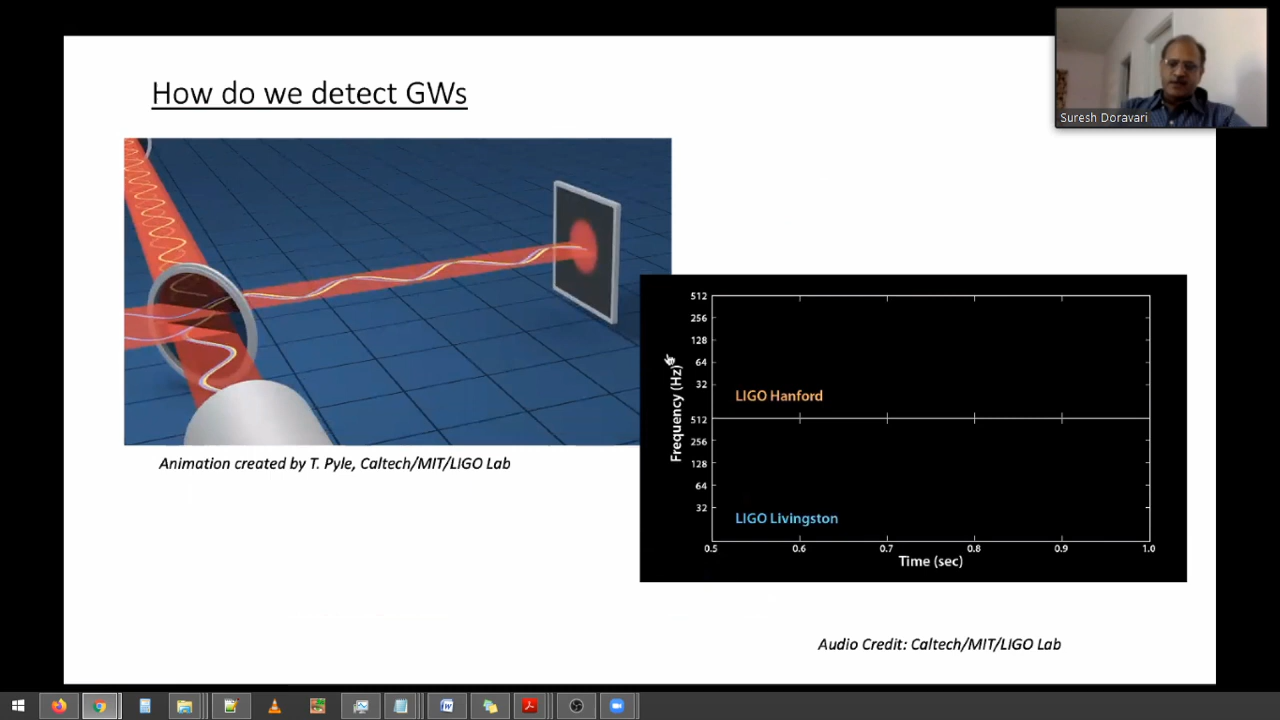 How do we detect GWs
Suresh Doravari
Animation created by T. Pyle, Caltech/MIT/LIGO Lab
512
256
128
64
32
LIGO Hanford
512
256
128
64
32
LIGO Livingston
Frequency (Hz)
0.5 0.6 0.7 0.8 0.9 1.0
Time (sec)
Audio Credit: Caltech/MIT/LIGO Lab